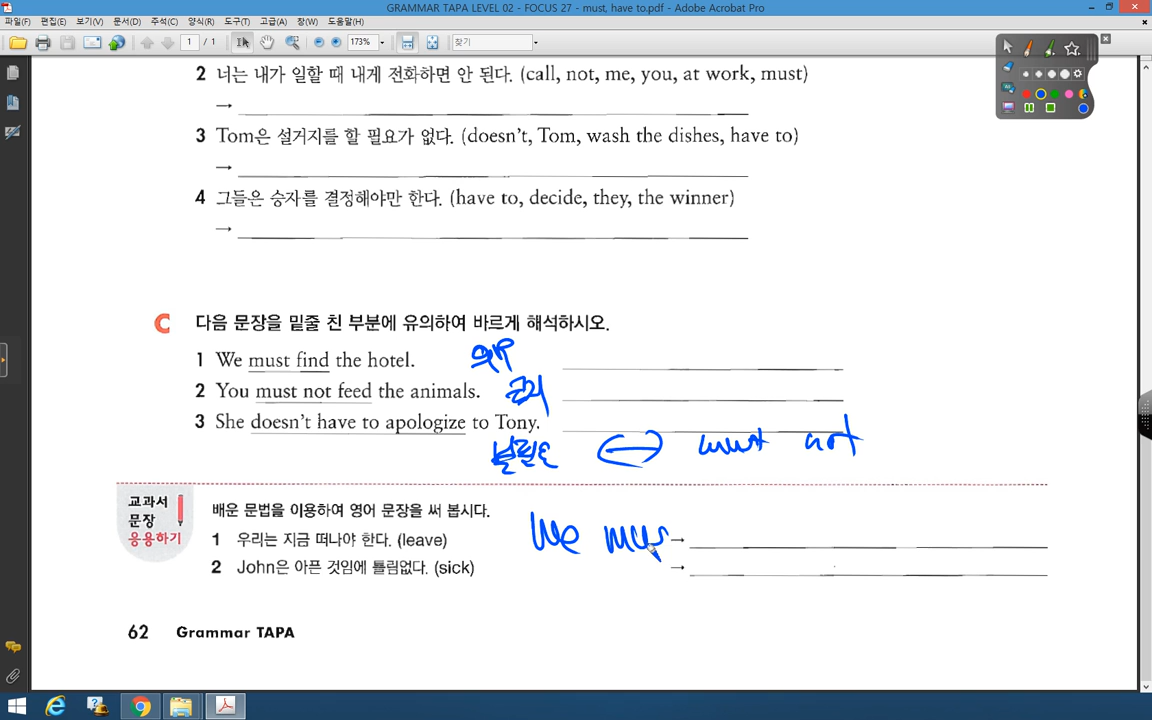 GRAMMAR TAPA LEVEL 02 - FOCUS 27 - must, have to.pdf - Adobe Acrobat Pro
파일(F) 편집(E) 보기(V) 문서(D) 주석(C) 양식(R) 도구(T) 고급(A) 창(W) 도움말(H)
1 / 1 173% 찾기
2 너는 내가 일할 때 내게 전화하면 안 된다. (call, not, me, you, at work, must)
→
3 Tom은 설거지를 할 필요가 없다. (doesn't, Tom, wash the dishes, have to)
→
4 그들은 승자를 결정해야만 한다. (have to, decide, they, the winner)
→
C 다음 문장을 밑줄 친 부분에 유의하여 바르게 해석하시오.
1 We must find the hotel. 의무
2 You must not feed the animals. 금지
3 She doesn't have to apologize to Tony.
불필요 ↔ must not
교과서 문장 응용하기
배운 문법을 이용하여 영어 문장을 써 봅시다.
1 우리는 지금 떠나야 한다. (leave) We mus →
2 John은 아픈 것임에 틀림없다. (sick) →
62 Grammar TAPA